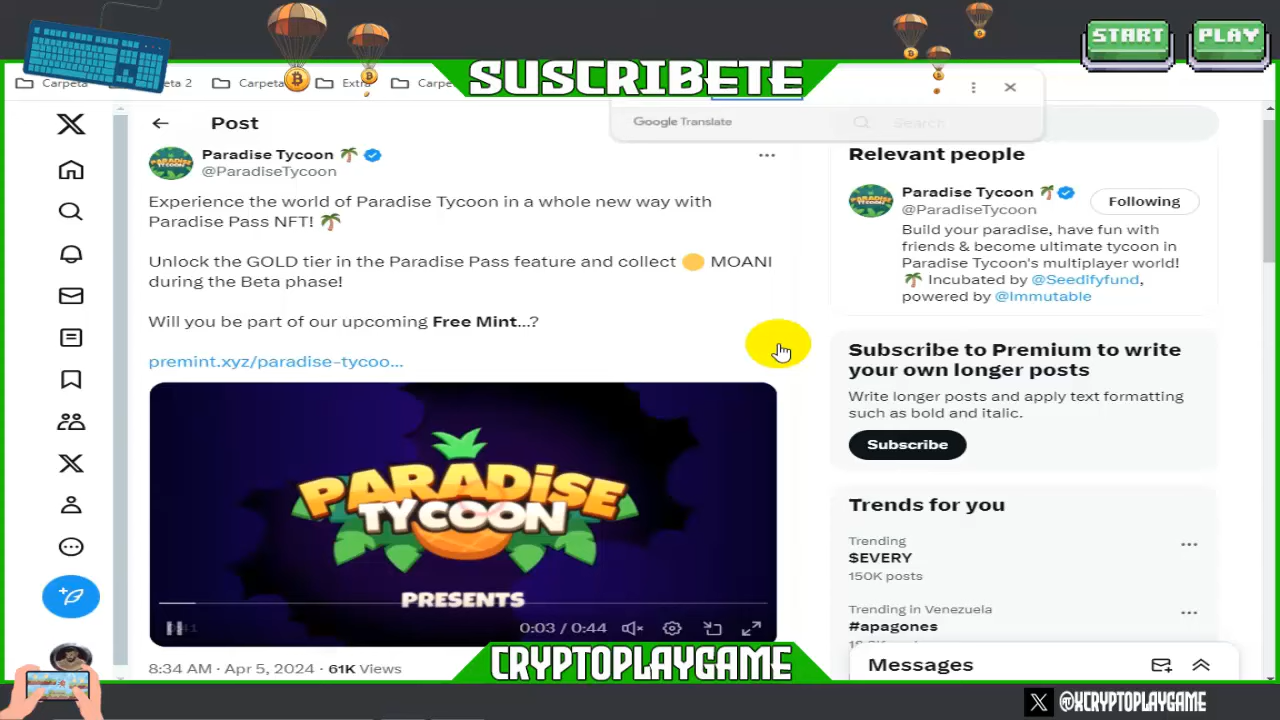 START
PLAY
SUSCRIBETE
Carpeta
eta 2
Carpeta
Extra
Carpe
Google Translate
Search
Post
Paradise Tycoon
@ParadiseTycoon
Experience the world of Paradise Tycoon in a whole new way with
Paradise Pass NFT!
Unlock the GOLD tier in the Paradise Pass feature and collect MOANI
during the Beta phase!
Will you be part of our upcoming Free Mint...?
premint.xyz/paradise-tycoo...
PARADISE
TYCOON
PRESENTS
0:03 / 0:44
8:34 AM · Apr 5, 2024 · 61K Views
Relevant people
Paradise Tycoon
@ParadiseTycoon
Following
Build your paradise, have fun with
friends & become ultimate tycoon in
Paradise Tycoon's multiplayer world!
Incubated by @Seedifyfund,
powered by @Immutable
Subscribe to Premium to write
your own longer posts
Write longer posts and apply text formatting
such as bold and italic.
Subscribe
Trends for you
Trending
$EVERY
150K posts
Trending in Venezuela
#apagones
Messages
CRYPTOPLAYGAME
@XCRYPTOPLAYGAME